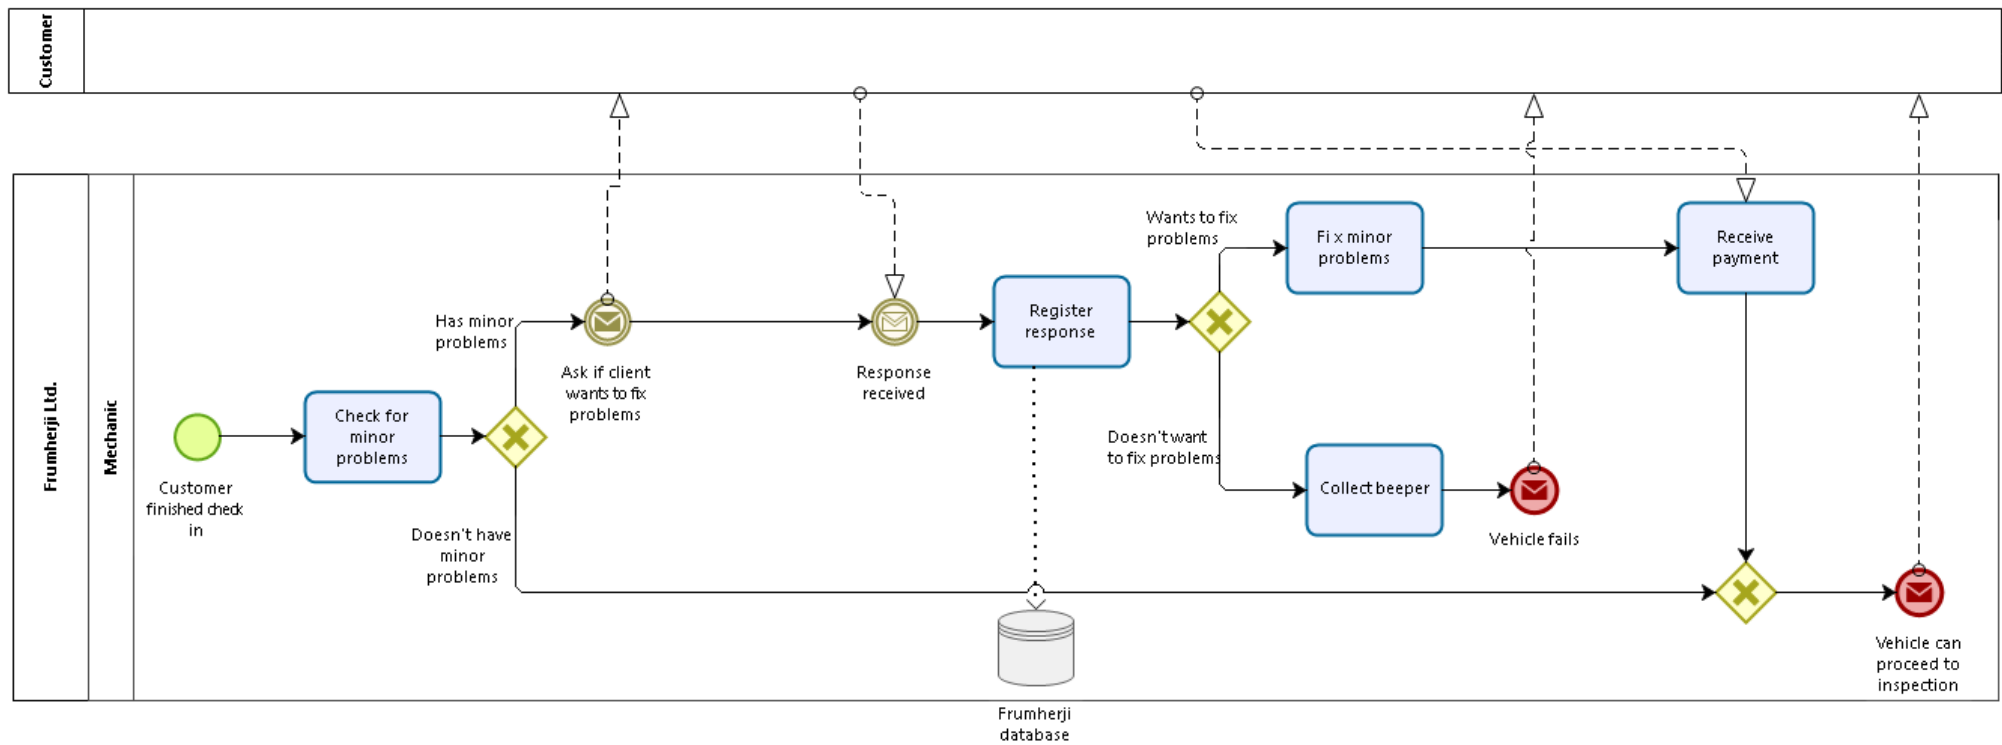 Customer
Frumherji Ltd.
Mechanic
Customer
finished check
in
Check for
minor
problems
Has minor
problems
Doesn't have
minor
problems
Ask if client
wants to fix
problems
Response
received
Register
response
Frumherji
database
Wants to fix
problems
Doesn't want
to fix problems
Fix minor
problems
Collect beeper
Vehicle fails
Receive
payment
Vehicle can
proceed to
inspection